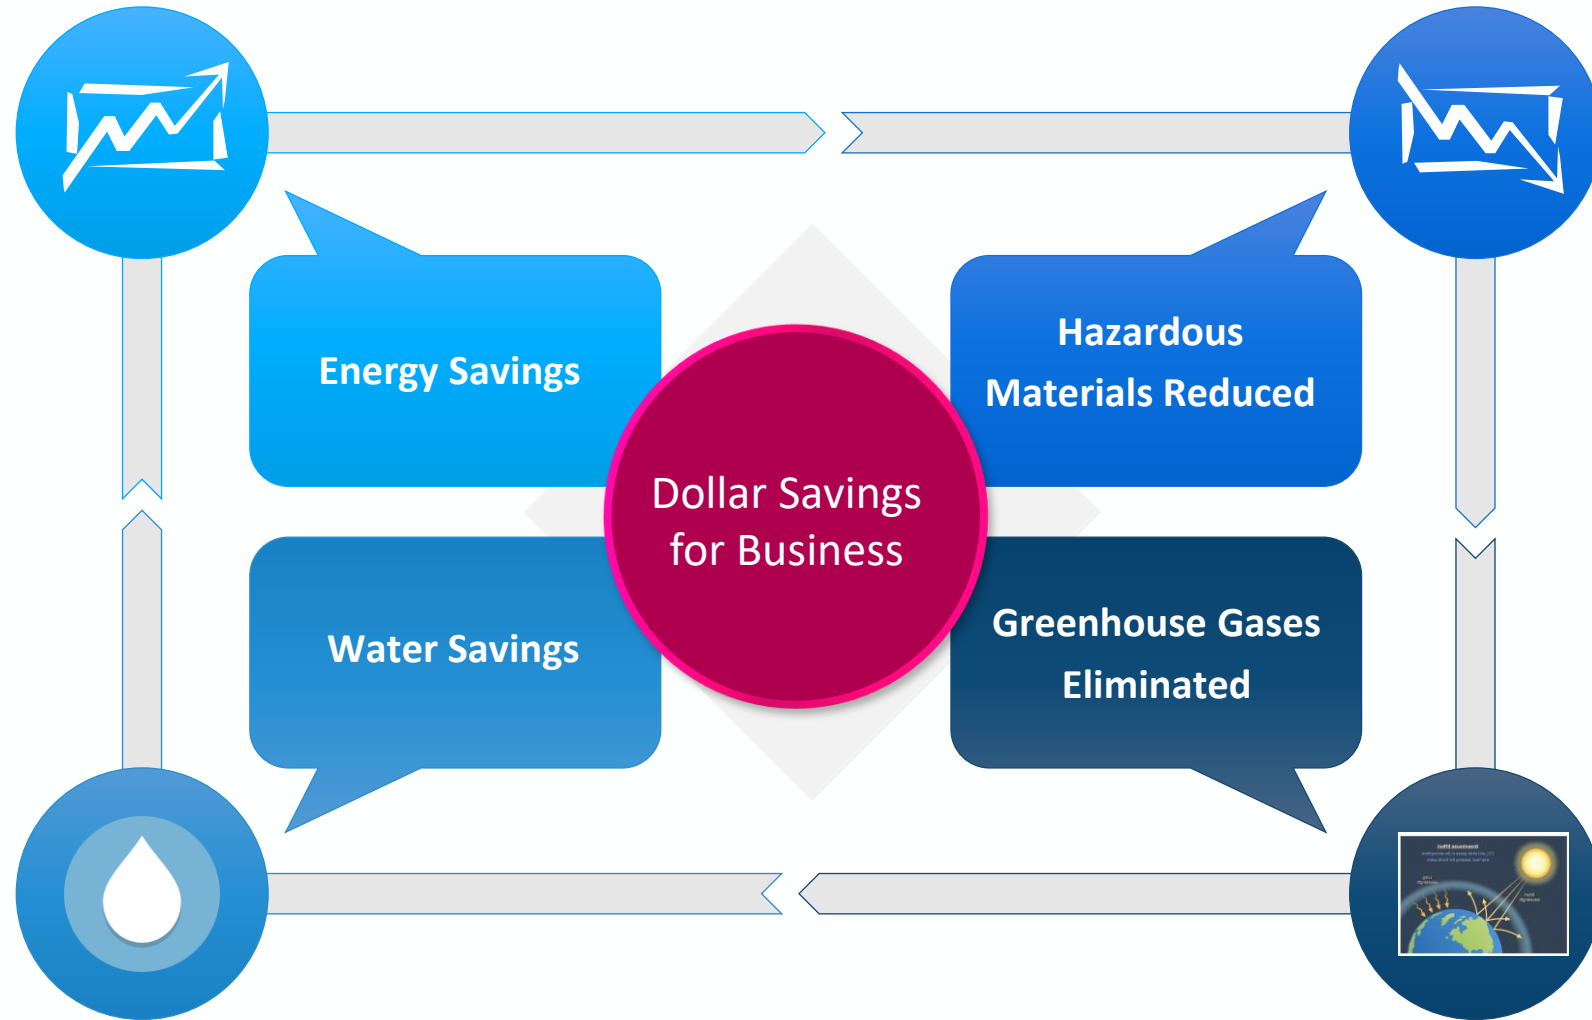 Energy Savings
Hazardous
Materials Reduced
Dollar Savings
for Business
Water Savings
Greenhouse Gases
Eliminated